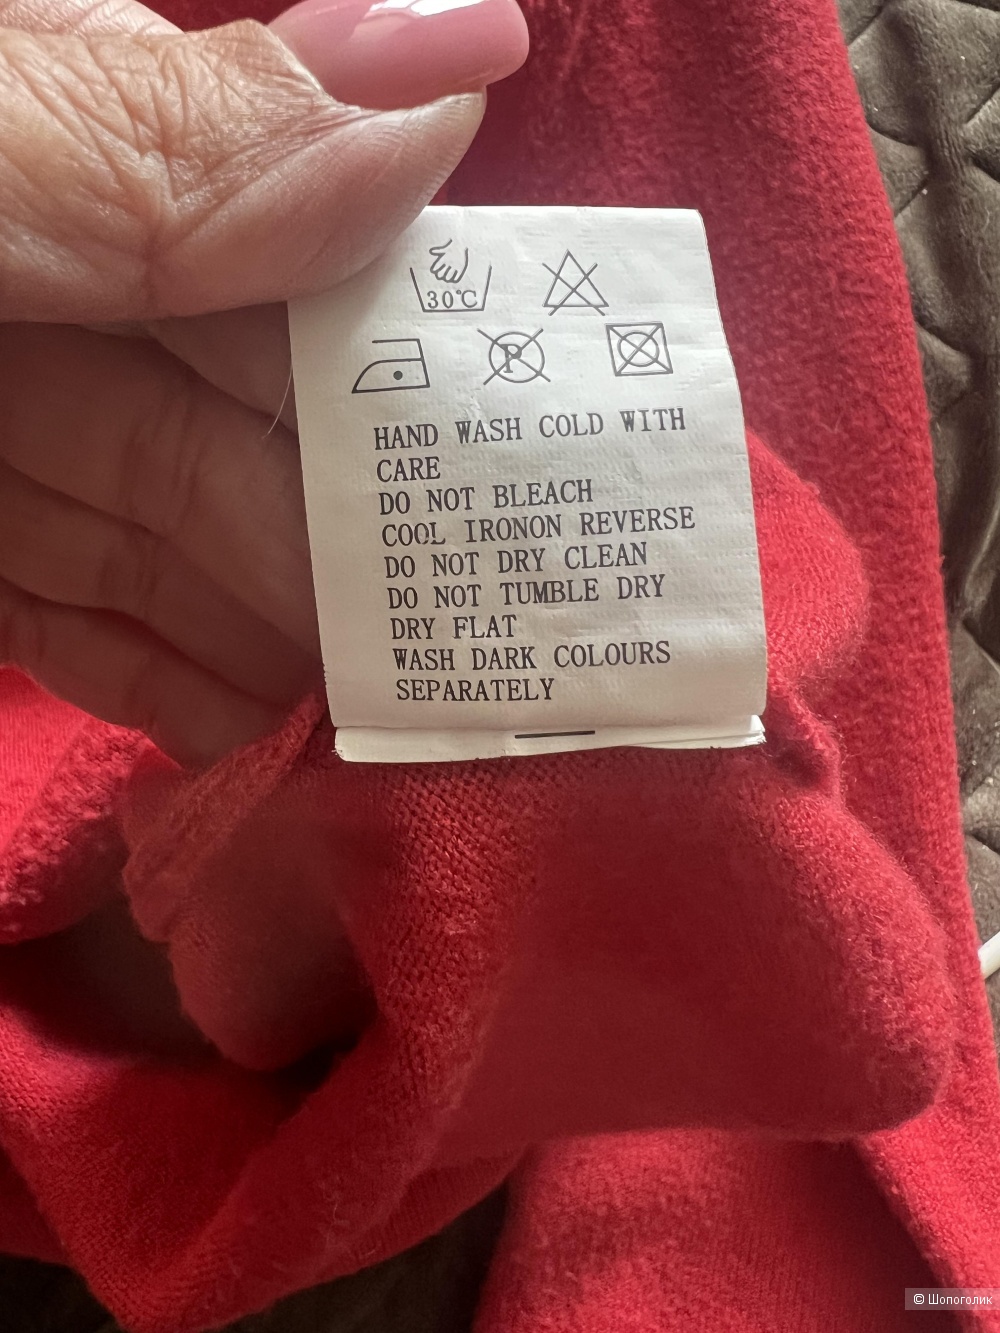 30℃
P
HAND WASH COLD WITH
CARE
DO NOT BLEACH
COOL IRONON REVERSE
DO NOT DRY CLEAN
DO NOT TUMBLE DRY
DRY FLAT
WASH DARK COLOURS
SEPARATELY
© Шопоголик